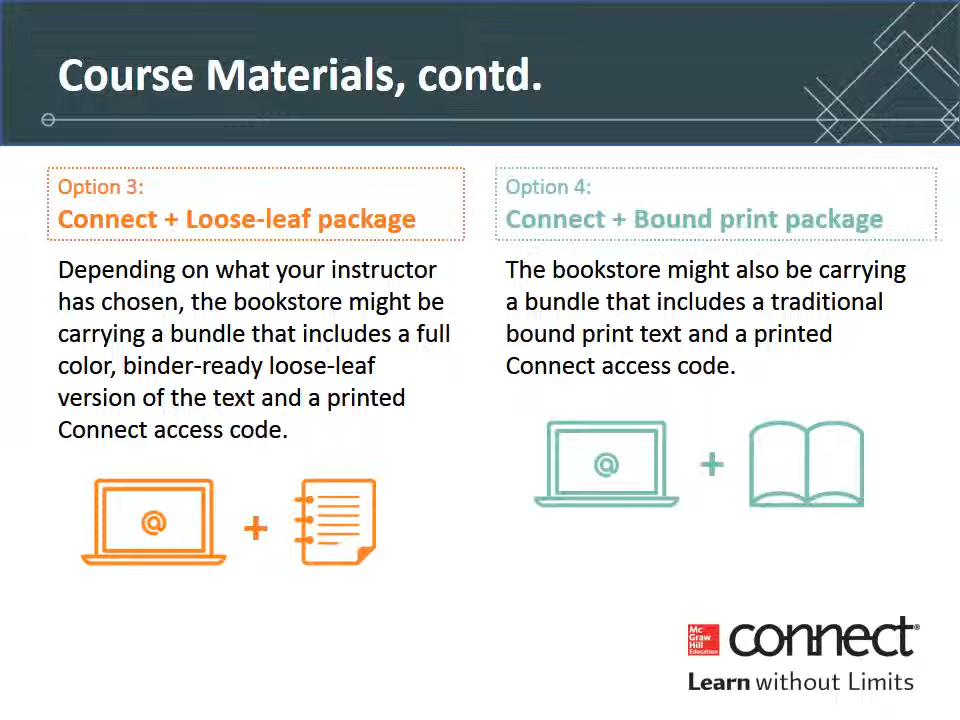 Course Materials, contd.
Option 3:
Connect + Loose-leaf package
Depending on what your instructor
has chosen, the bookstore might be
carrying a bundle that includes a full
color, binder-ready loose-leaf
version of the text and a printed
Connect access code.
@
+
Option 4:
Connect + Bound print package
The bookstore might also be carrying
a bundle that includes a traditional
bound print text and a printed
Connect access code.
@
+
Mc
Graw
Hill
Education
connect®
Learn without Limits